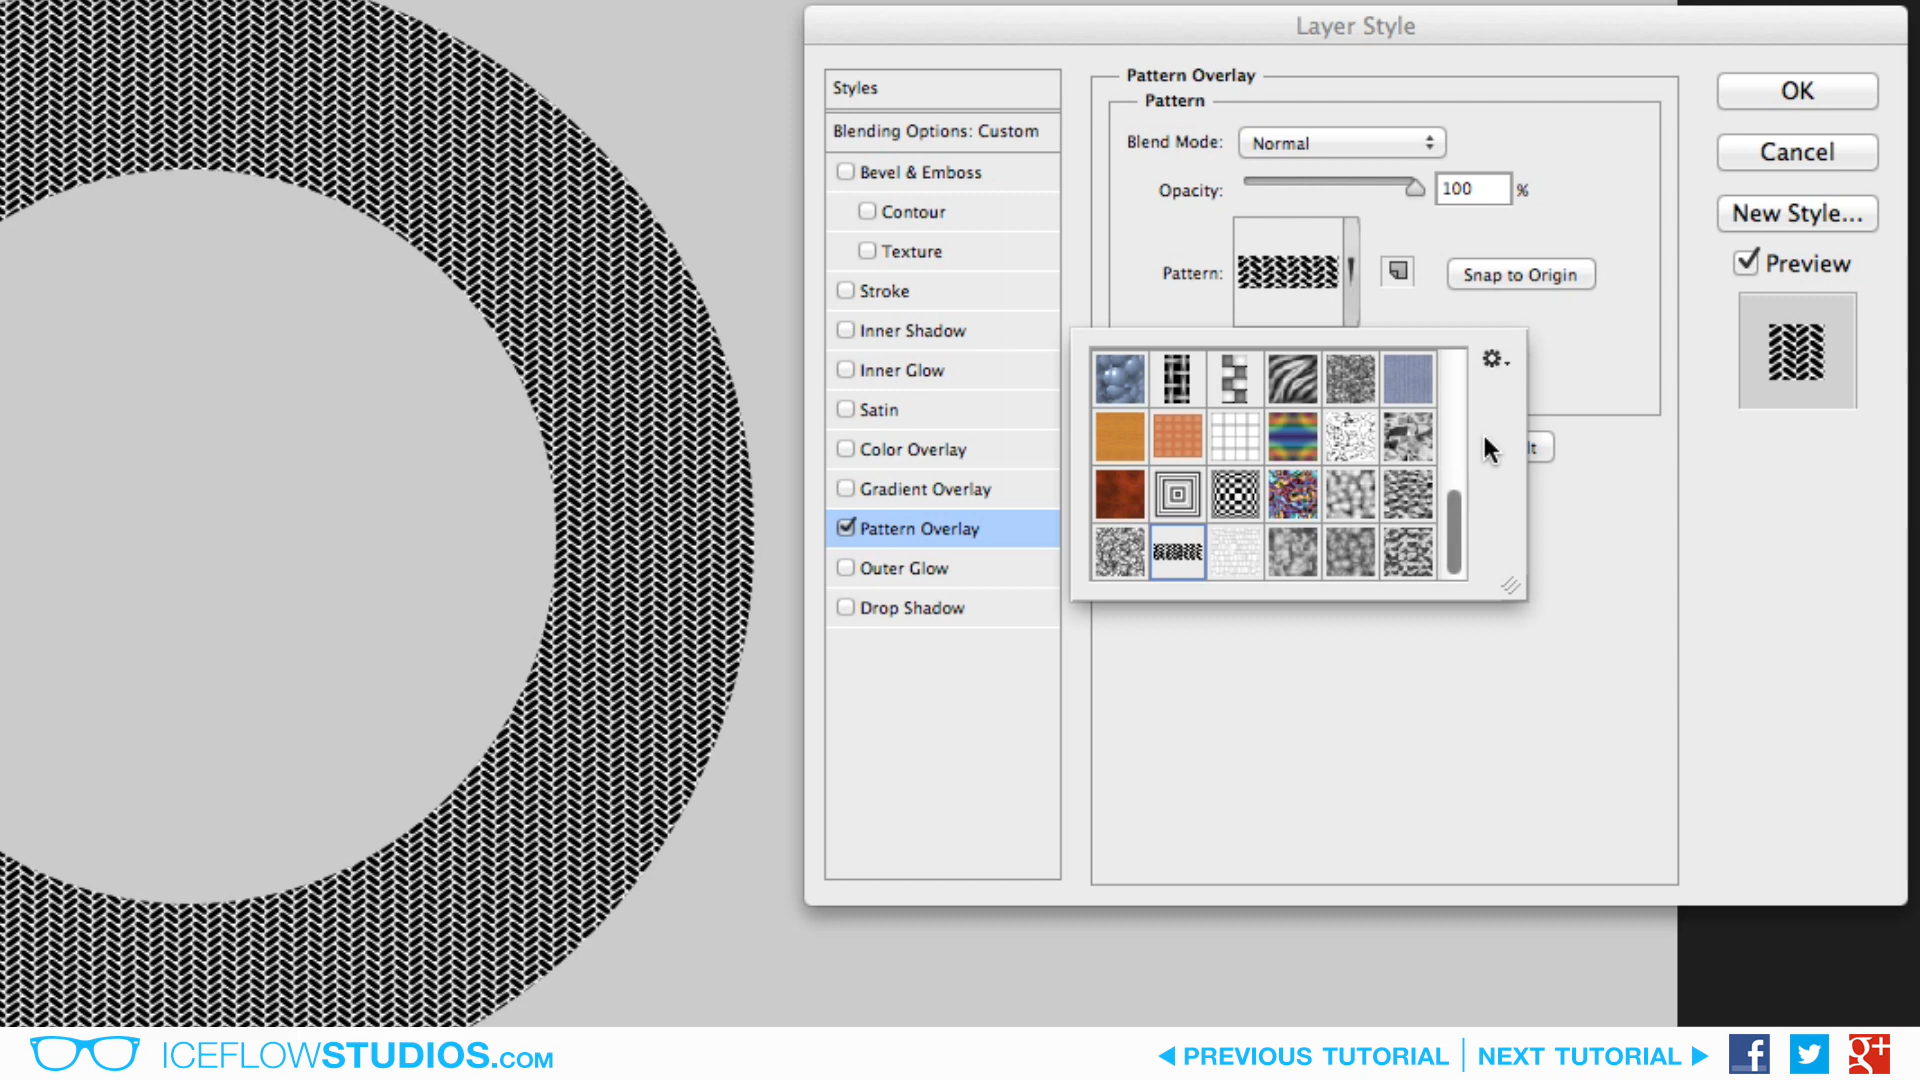 Layer Style
Styles
Blending Options: Custom
Bevel & Emboss
Contour
Texture
Stroke
Inner Shadow
Inner Glow
Satin
Color Overlay
Gradient Overlay
Pattern Overlay
Outer Glow
Drop Shadow
Pattern Overlay
Pattern
Blend Mode: Normal
Opacity: 100 %
Pattern: Snap to Origin
OK
Cancel
New Style...
Preview
ICEFLOWSTUDIOS.COM
PREVIOUS TUTORIAL | NEXT TUTORIAL
f
g+